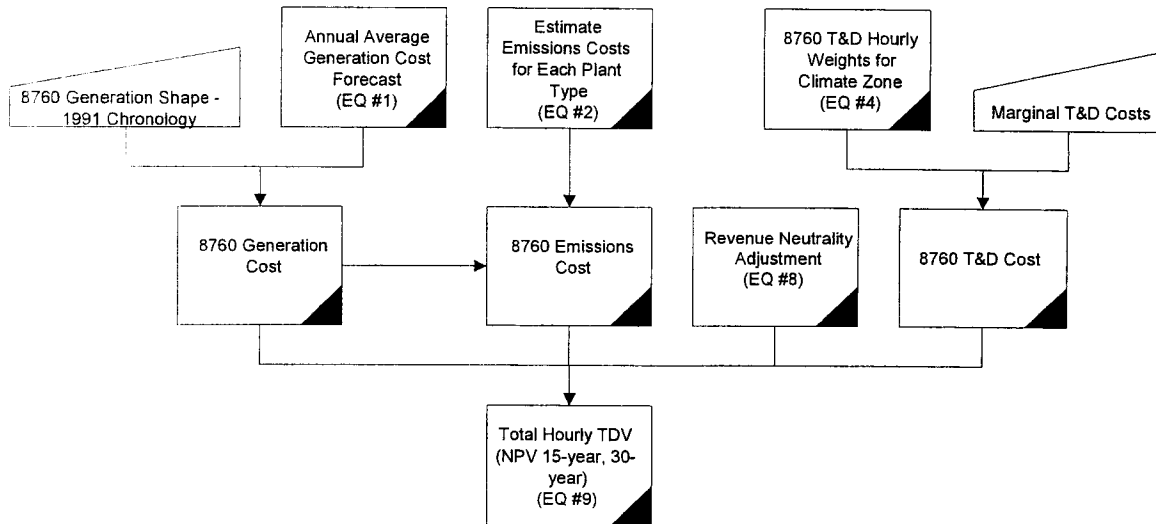 8760 Generation Shape -
1991 Chronology
Annual Average
Generation Cost
Forecast
(EQ #1)
Estimate
Emissions Costs
for Each Plant
Type
(EQ #2)
8760 T&D Hourly
Weights for
Climate Zone
(EQ #4)
Marginal T&D Costs
8760 Generation
Cost
8760 Emissions
Cost
Revenue Neutrality
Adjustment
(EQ #8)
8760 T&D Cost
Total Hourly TDV
(NPV 15-year, 30-
year)
(EQ #9)